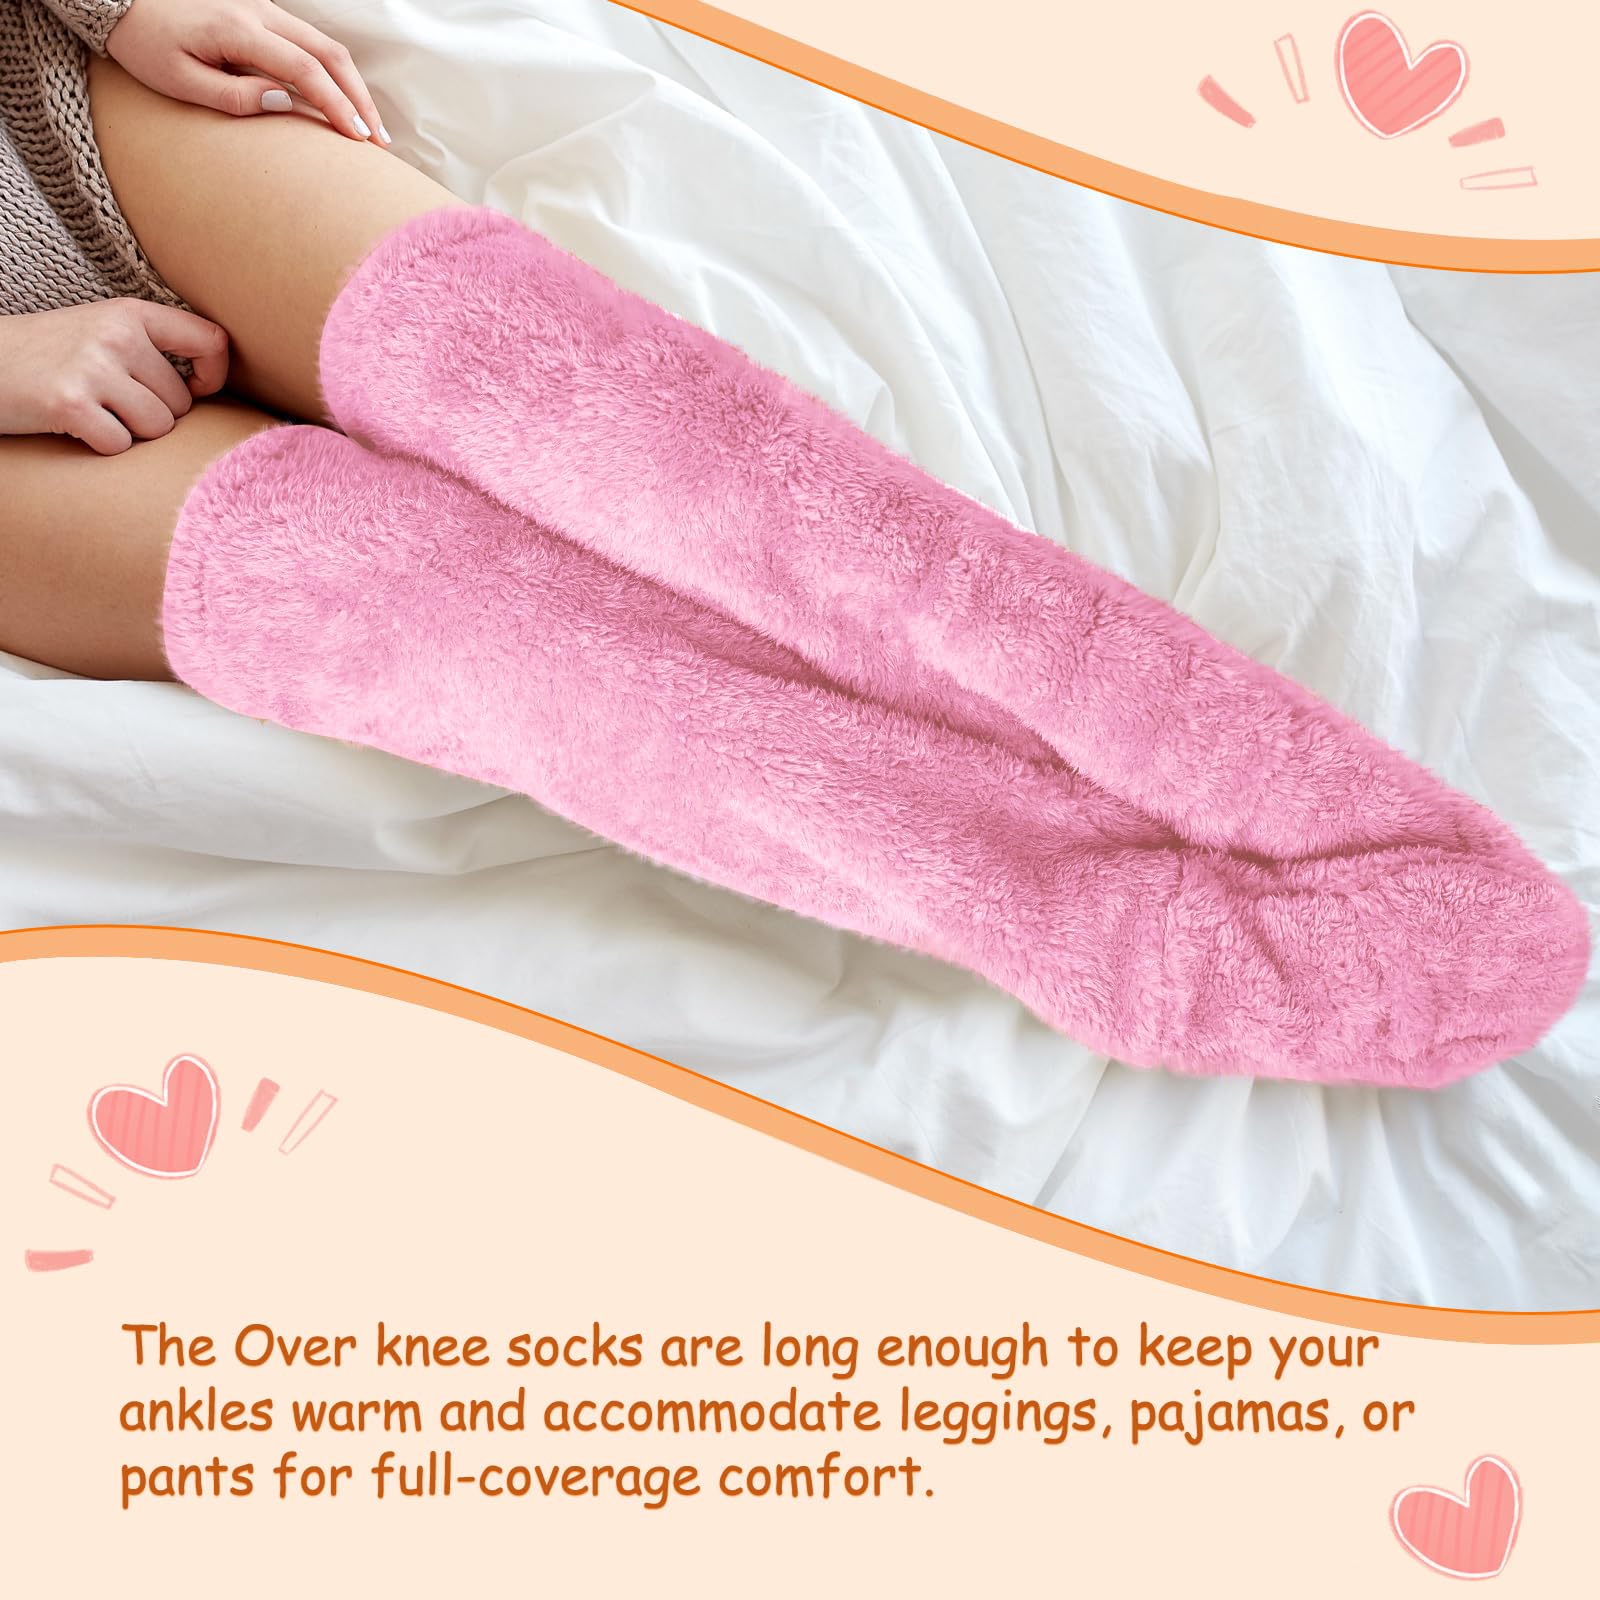 The Over knee socks are long enough to keep your
ankles warm and accommodate leggings, pajamas, or
pants for full-coverage comfort.